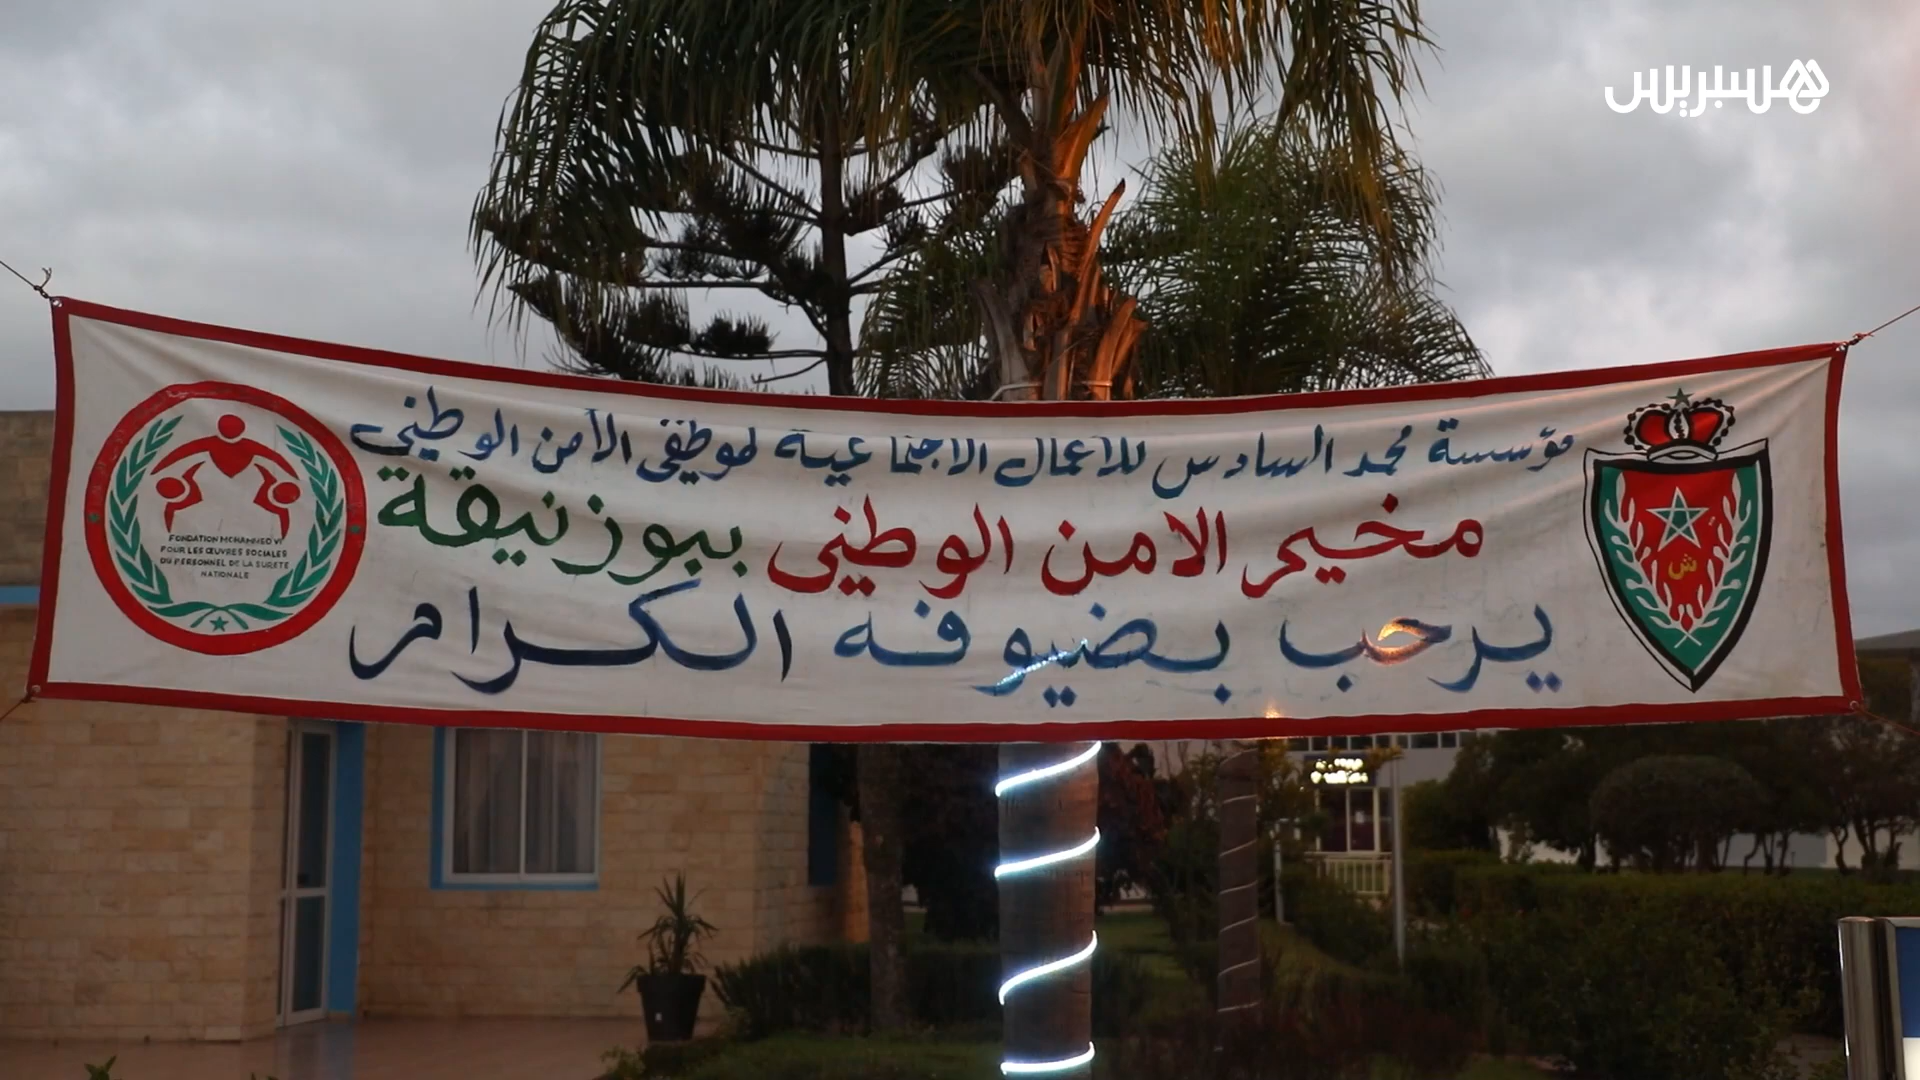 هسبريس
مؤسسة محمد السادس للأعمال الاجتماعية لموظفي الأمن الوطني
مخيم الامن الوطني ببوزنيقة
يرحب بضيوفه الكرام
FONDATION MOHAMMED VI
POUR LES ŒUVRES SOCIALES
DU PERSONNEL DE LA SURETE
NATIONALE
ش